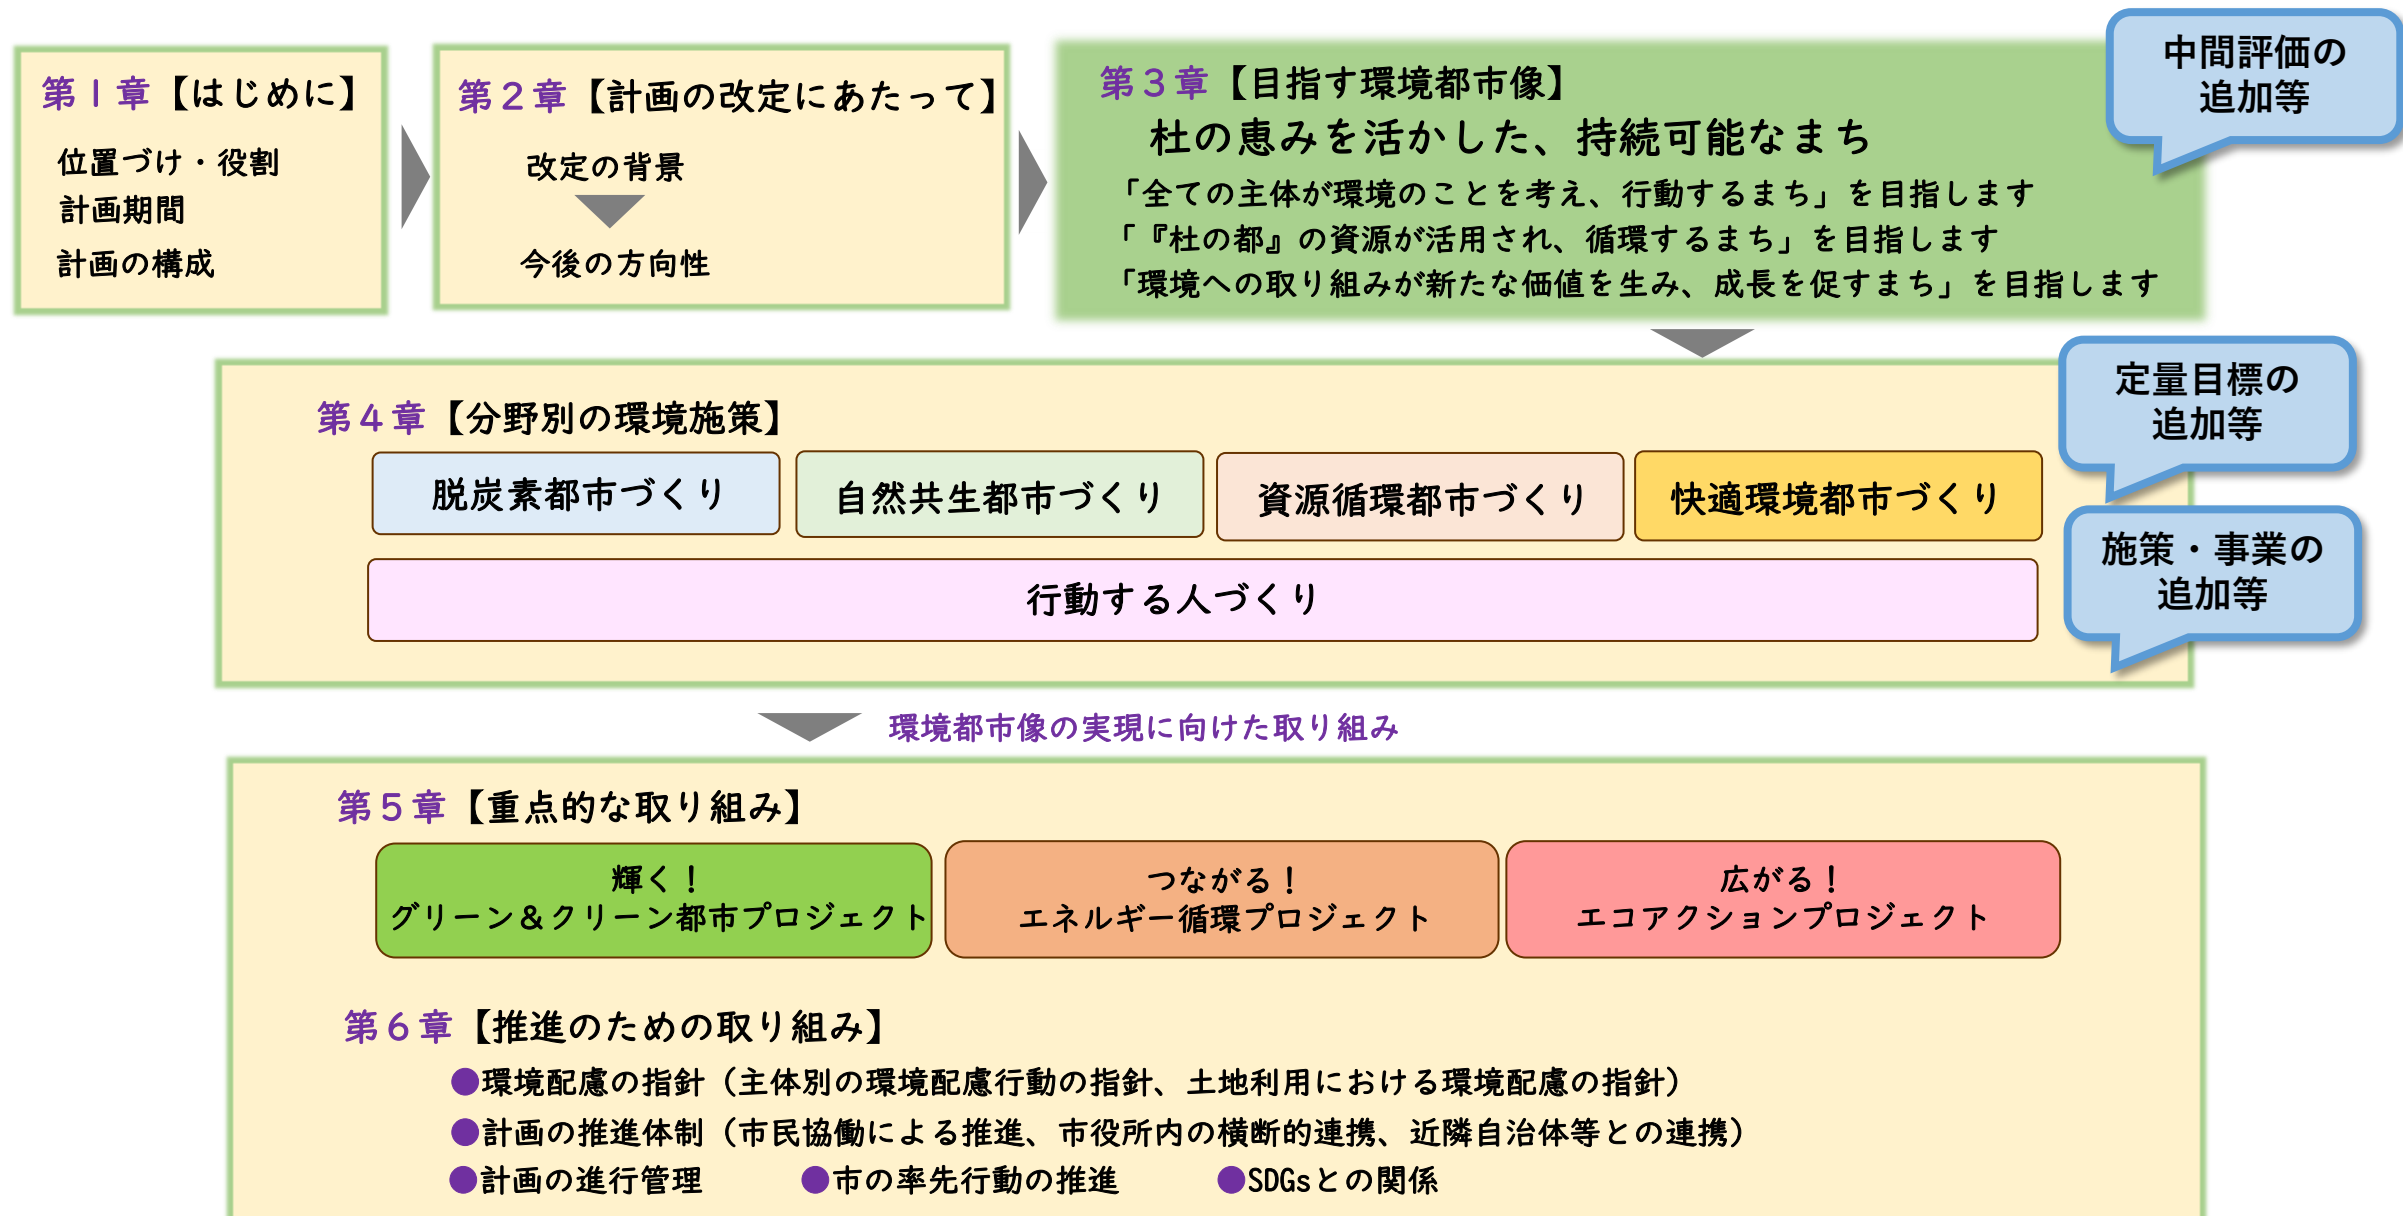 第1章【はじめに】
位置づけ・役割
計画期間
計画の構成
第2章【計画の改定にあたって】
改定の背景
今後の方向性
第3章【目指す環境都市像】
杜の恵みを活かした、持続可能なまち
「全ての主体が環境のことを考え、行動するまち」を目指します
「『杜の都』の資源が活用され、循環するまち」を目指します
「環境への取り組みが新たな価値を生み、成長を促すまち」を目指します
中間評価の
追加等
第4章【分野別の環境施策】
脱炭素都市づくり
自然共生都市づくり
資源循環都市づくり
快適環境都市づくり
行動する人づくり
定量目標の
追加等
施策・事業の
追加等
環境都市像の実現に向けた取り組み
第5章【重点的な取り組み】
輝く！
グリーン＆クリーン都市プロジェクト
つながる！
エネルギー循環プロジェクト
広がる！
エコアクションプロジェクト
第6章【推進のための取り組み】
●環境配慮の指針（主体別の環境配慮行動の指針、土地利用における環境配慮の指針）
●計画の推進体制（市民協働による推進、市役所内の横断的連携、近隣自治体等との連携）
●計画の進行管理　●市の率先行動の推進　●SDGsとの関係